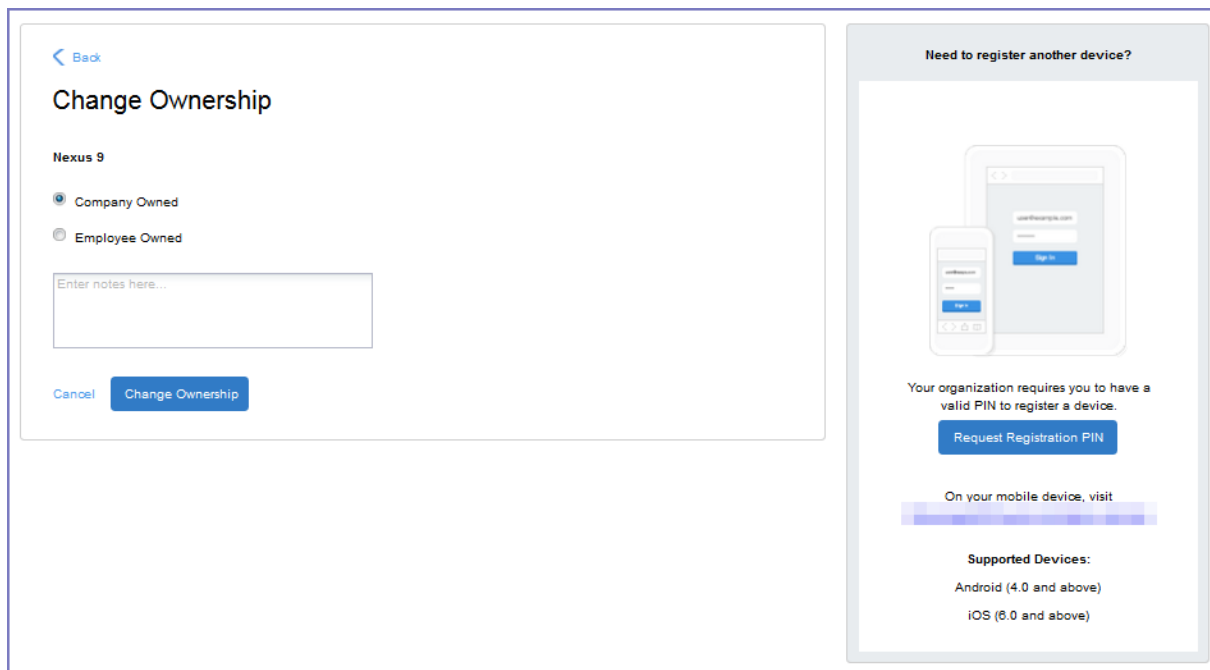 Back
Change Ownership
Nexus 9
Company Owned
Employee Owned
Enter notes here...
Cancel
Change Ownership
Need to register another device?
Sign In
Sign In
Your organization requires you to have a
valid PIN to register a device.
Request Registration PIN
On your mobile device, visit
Supported Devices:
Android (4.0 and above)
iOS (6.0 and above)